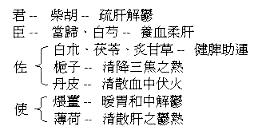 君-- 柴胡-- 疏肝解鬱
臣-- 當歸、白芍-- 養血柔肝
佐 白朮、茯苓、炙甘草-- 健脾助運
梔子-- 清降三焦之熱
丹皮-- 清散血中伏火
使 煨薑-- 暖胃和中解鬱
薄荷-- 清散肝之鬱熱